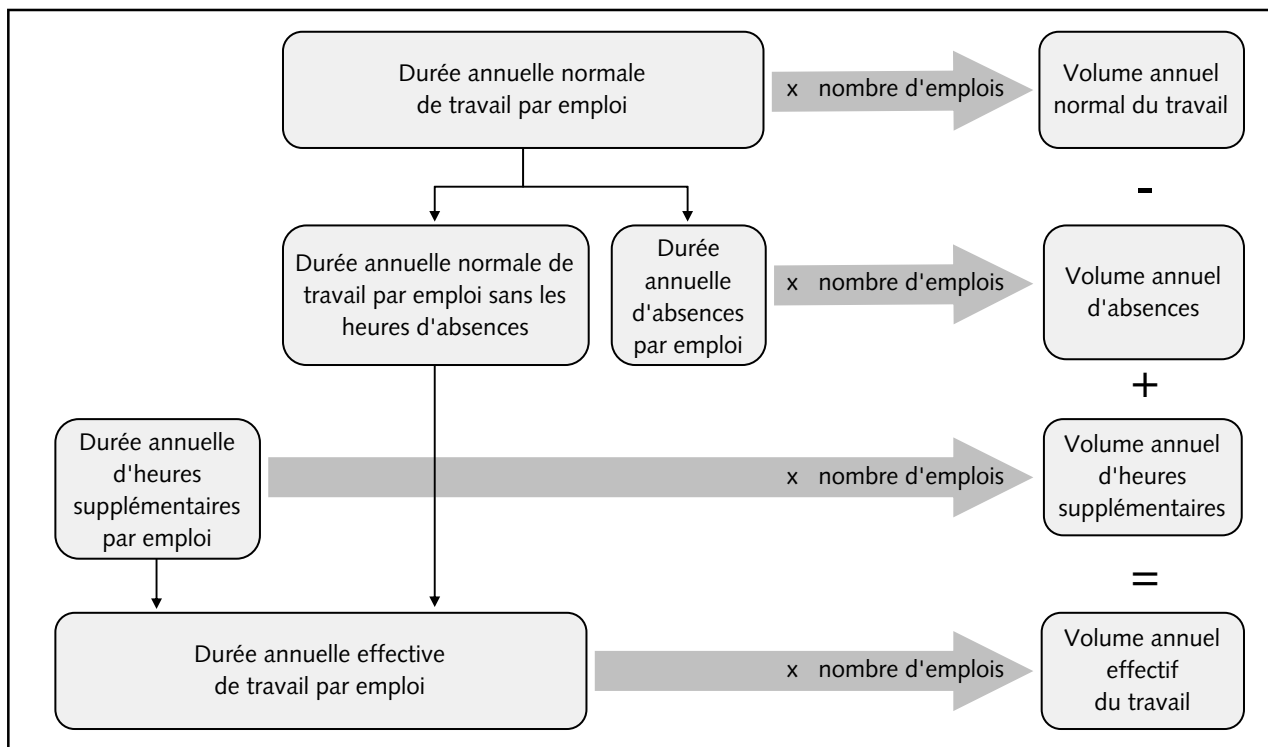 Durée annuelle normale
de travail par emploi
x nombre d'emplois
Volume annuel
normal du travail
-
Durée annuelle normale de
travail par emploi sans les
heures d'absences
Durée
annuelle
d'absences
par emploi
x nombre d'emplois
Volume annuel
d'absences
+
Durée annuelle
d'heures
supplémentaires
par emploi
x nombre d'emplois
Volume annuel
d'heures
supplémentaires
=
Durée annuelle effective
de travail par emploi
x nombre d'emplois
Volume annuel
effectif
du travail